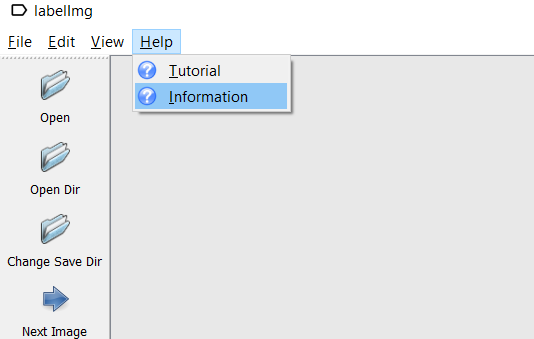 labelImg
File Edit View Help
Tutorial
Information
Open
Open Dir
Change Save Dir
Next Image